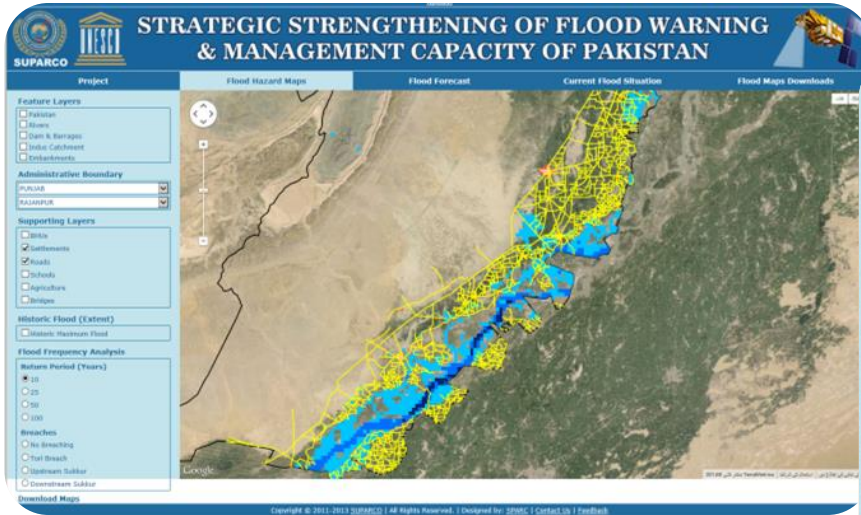 SUPARCO
UNESCO
STRATEGIC STRENGTHENING OF FLOOD WARNING
& MANAGEMENT CAPACITY OF PAKISTAN
Project
Flood Hazard Maps
Flood Forecast
Current Flood Situation
Flood Maps Downloads
Feature Layers
Pakistan
Rivers
Dam & Barrages
Indus Catchment
Embankments
Administrative Boundary
PUNJAB
RAJANPUR
Supporting Layers
BHUs
Settlements
Roads
Schools
Agriculture
Bridges
Historic Flood (Extent)
Historic Maximum Flood
Flood Frequency Analysis
Return Period (Years)
10
25
50
100
Breaches
No Breaching
Tori Breach
Upstream Sukkur
Downstream Sukkur
Download Maps
Google
Copyright © 2011-2013 SUPARCO | All Rights Reserved. | Designed by: SPARC | Contact Us | Feedback